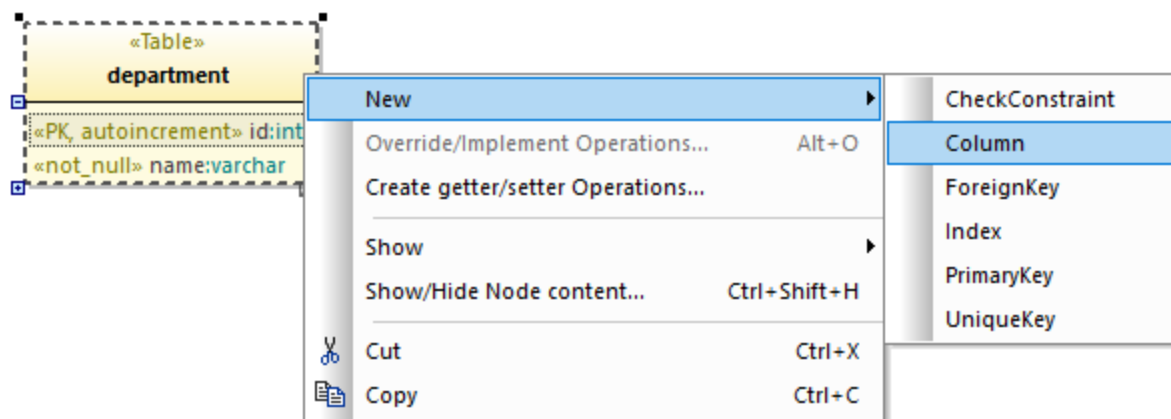 «Table»
department
«PK, autoincrement» id:int
«not_null» name:varchar
New
Override/Implement Operations... Alt+O
Create getter/setter Operations...
Show
Show/Hide Node content... Ctrl+Shift+H
Cut Ctrl+X
Copy Ctrl+C
CheckConstraint
Column
ForeignKey
Index
PrimaryKey
UniqueKey